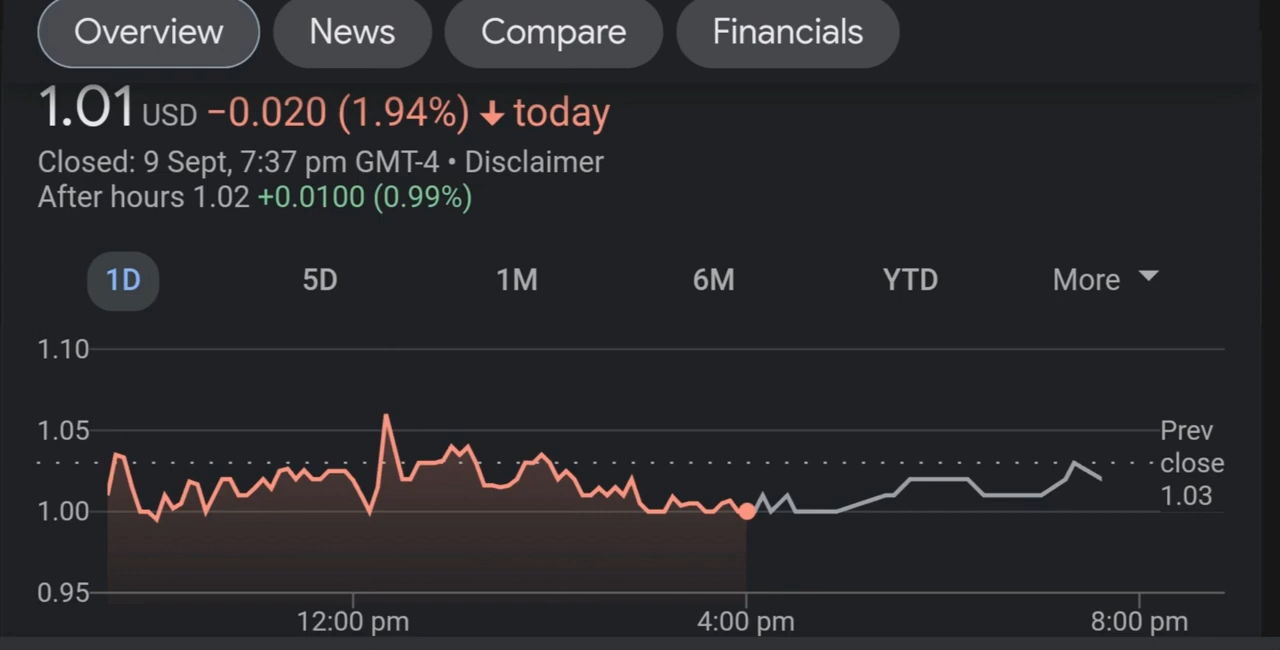 Overview News Compare Financials
1.01 USD −0.020 (1.94%) ↓ today
Closed: 9 Sept, 7:37 pm GMT-4 • Disclaimer
After hours 1.02 +0.0100 (0.99%)
1D 5D 1M 6M YTD More
1.10
1.05
1.00
0.95
Prev
close
1.03
12:00 pm 4:00 pm 8:00 pm